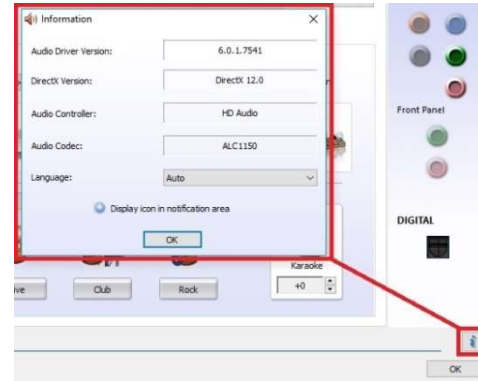 Information
Audio Driver Version: 6.0.1.7541
DirectX Version: DirectX 12.0
Audio Controller: HD Audio
Audio Codec: ALC1150
Language: Auto
Display icon in notification area
OK
Front Panel
DIGITAL
Karaoke
ve Club Rock +0
OK